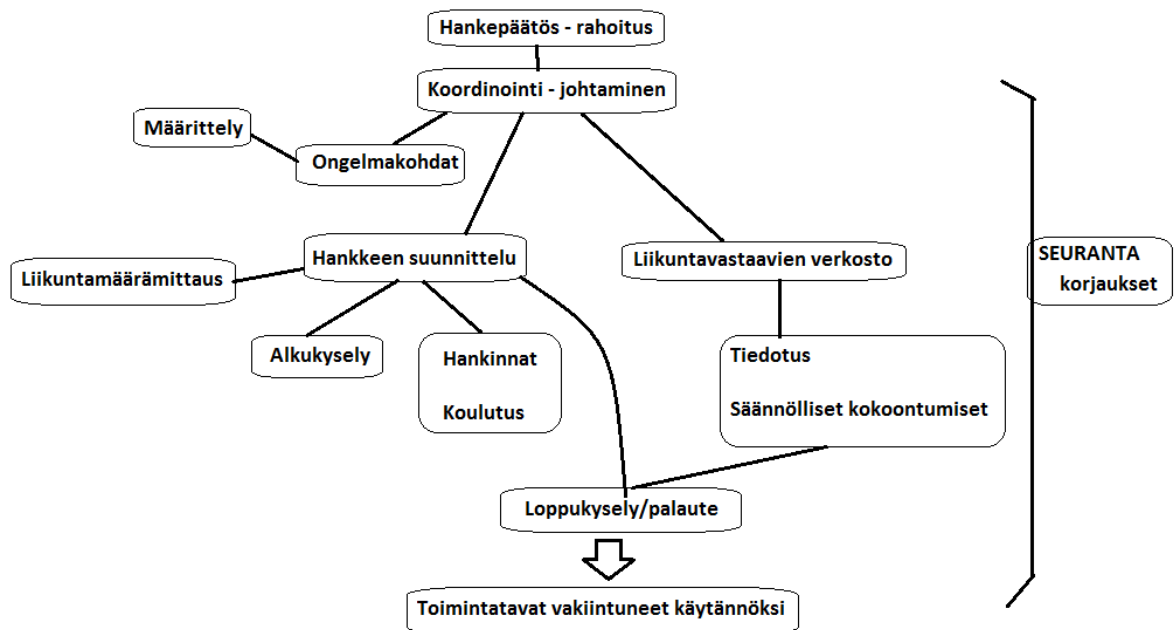 Hankepäätös - rahoitus
Koordinointi - johtaminen
Määrittely
Ongelmakohdat
Hankkeen suunnittelu
Liikuntavastaavien verkosto
SEURANTA
korjaukset
Liikuntamäärämittaus
Alkukysely
Hankinnat
Koulutus
Tiedotus
Säännölliset kokoontumiset
Loppukysely/palaute
Toimintatavat vakiintuneet käytännöksi